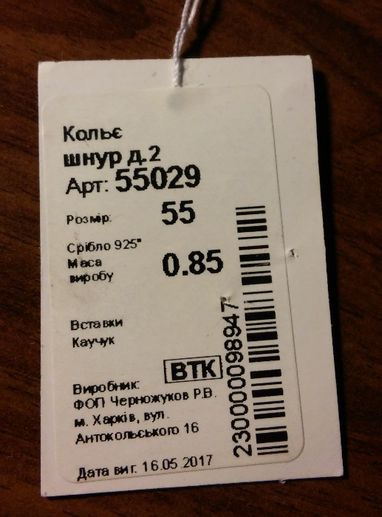 Кольє
шнур д.2
Арт: 55029
Розмір: 55
Срібло 925°
Маса
виробу 0.85
Вставки
Каучук
ВТК
Виробник:
ФОП Черножуков Р.В.
м. Харків, вул.
Антокольського 16
Дата виг. 16.05.2017
2300000098947